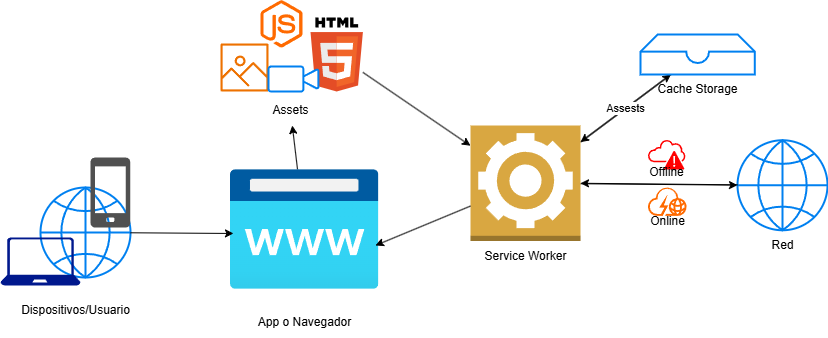 JS
HTML
5
Assets
Cache Storage
Assests
Offline
Online
Red
WWW
Service Worker
Dispositivos/Usuario
App o Navegador